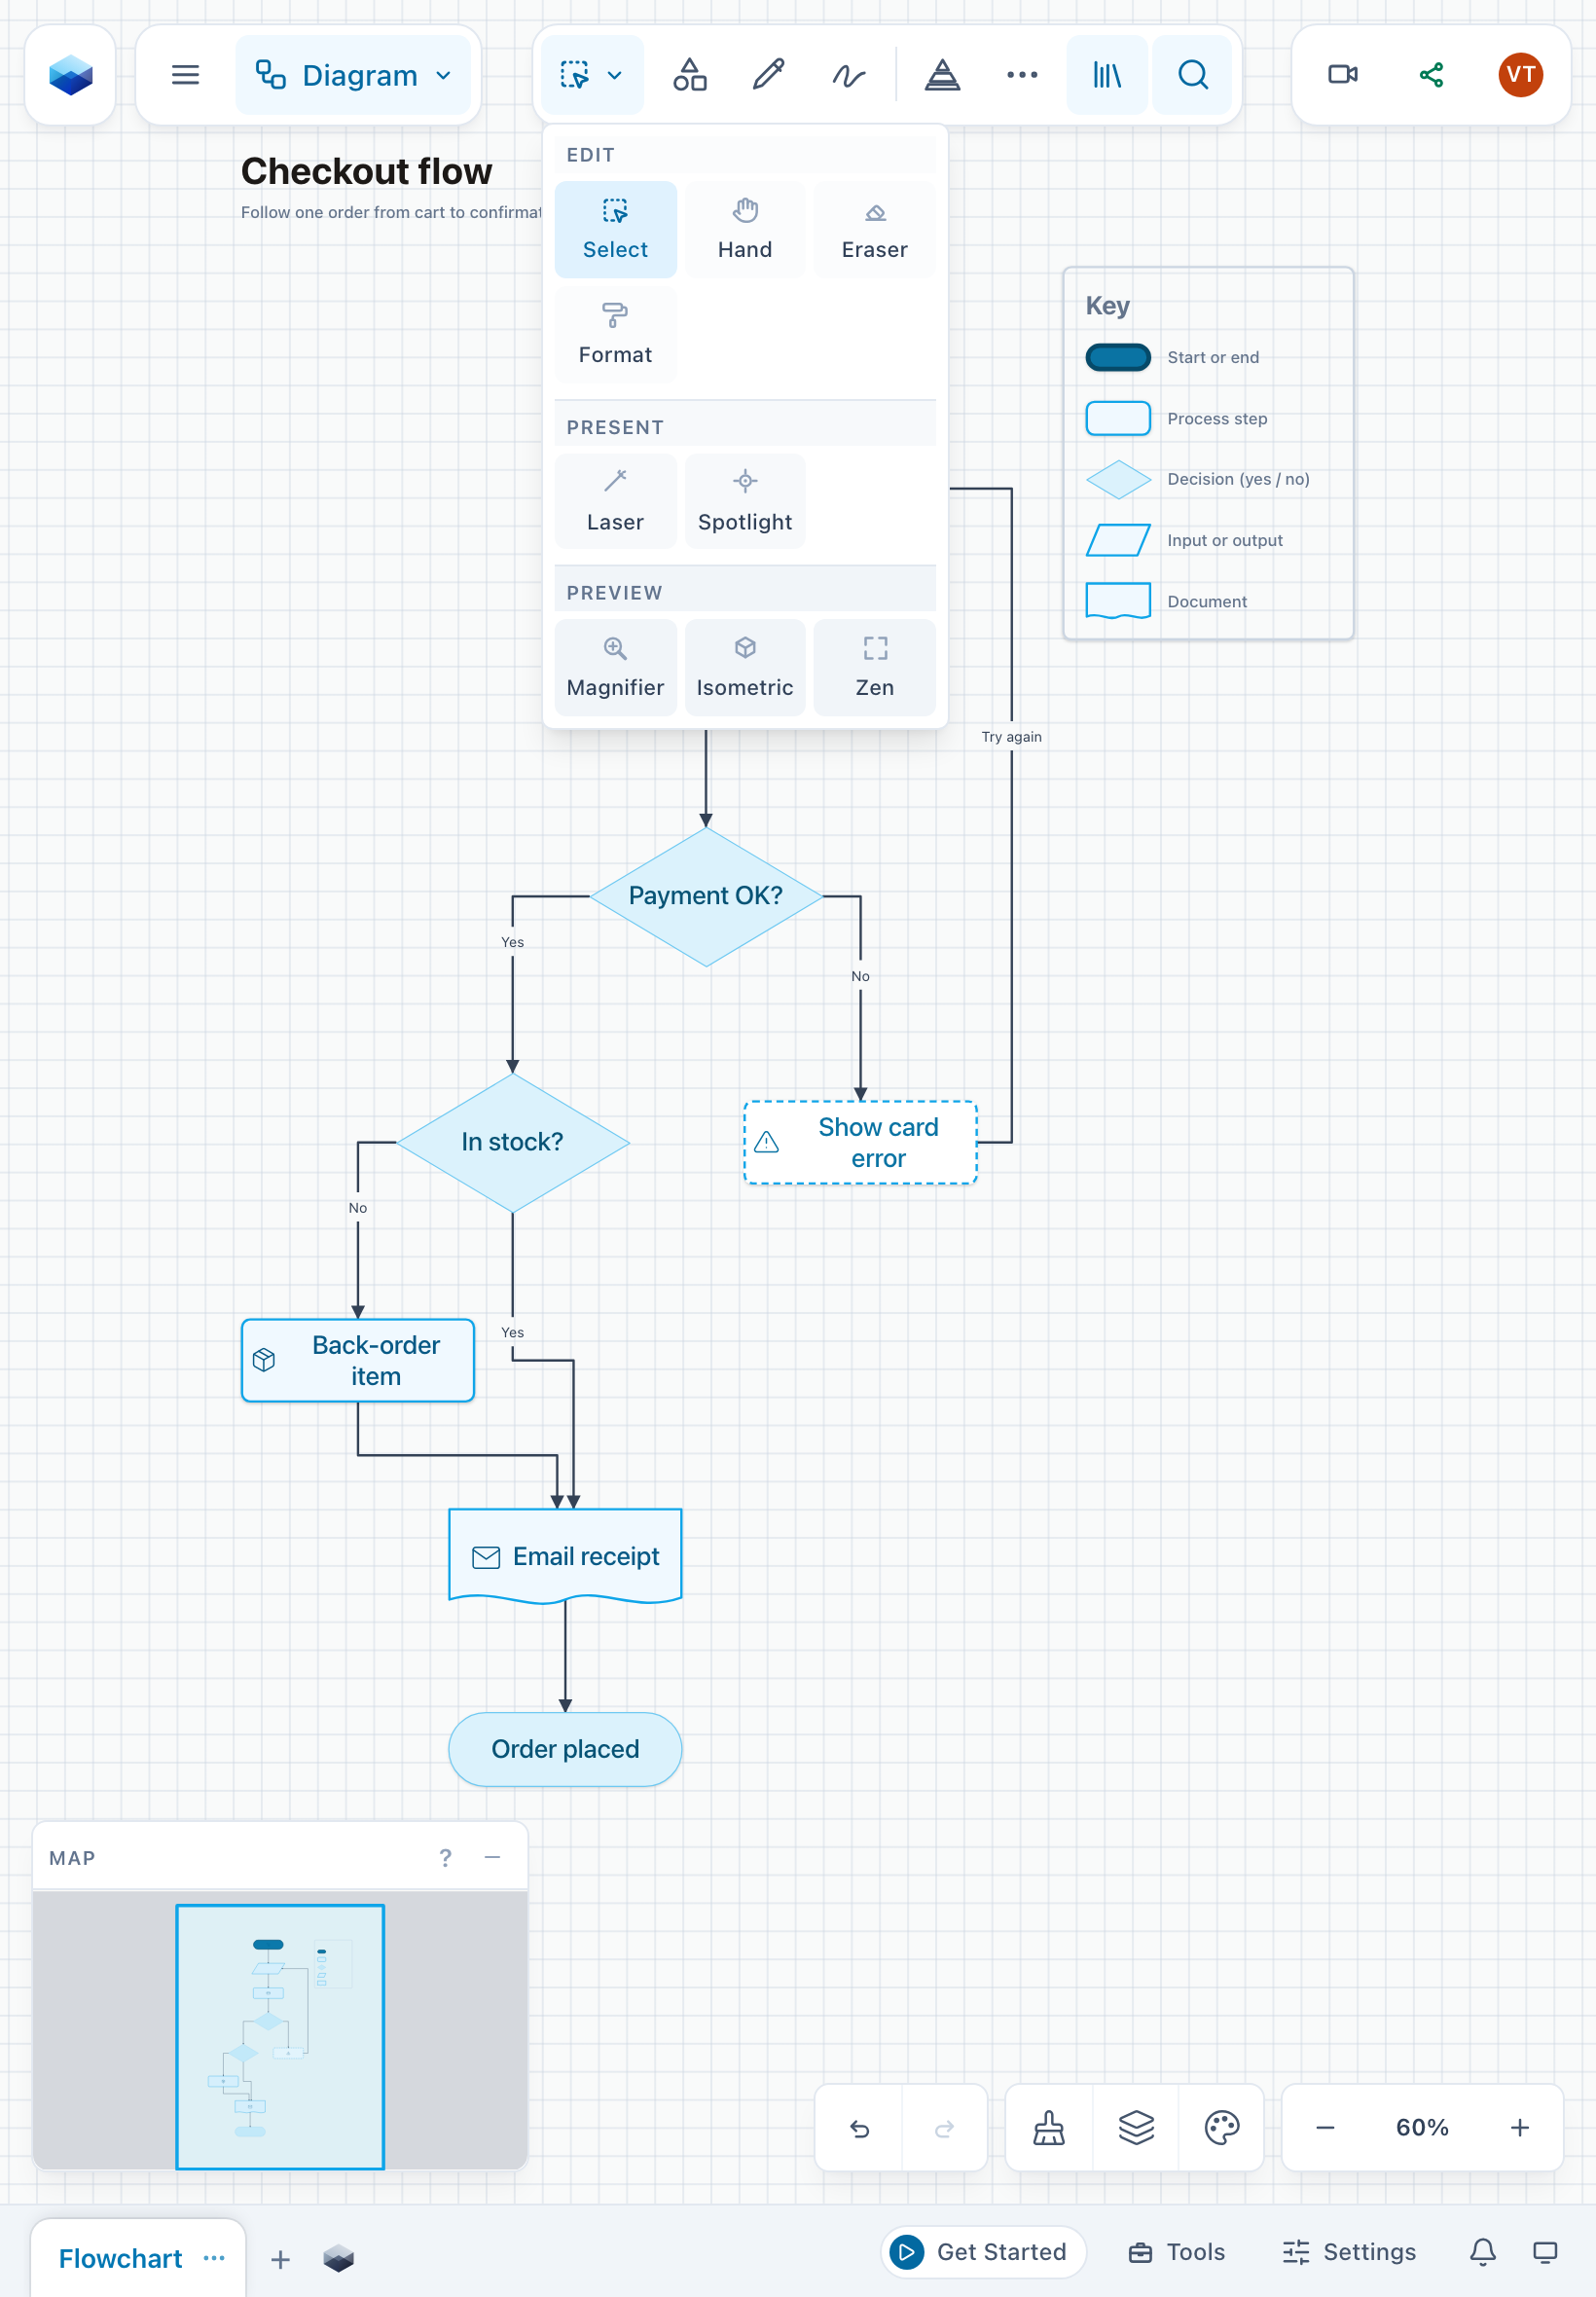 Diagram
VT
Checkout flow
Follow one order from cart to
EDIT
Select
Hand
Eraser
Format
PRESENT
Laser
Spotlight
PREVIEW
Magnifier
Isometric
Zen
Key
Start or end
Process step
Decision (yes / no)
Input or output
Document
Try again
Payment OK?
Yes
No
In stock?
Show card
error
No
Yes
Back-order
item
Email receipt
Order placed
MAP
?
60%
Flowchart
Get Started
Tools
Settings